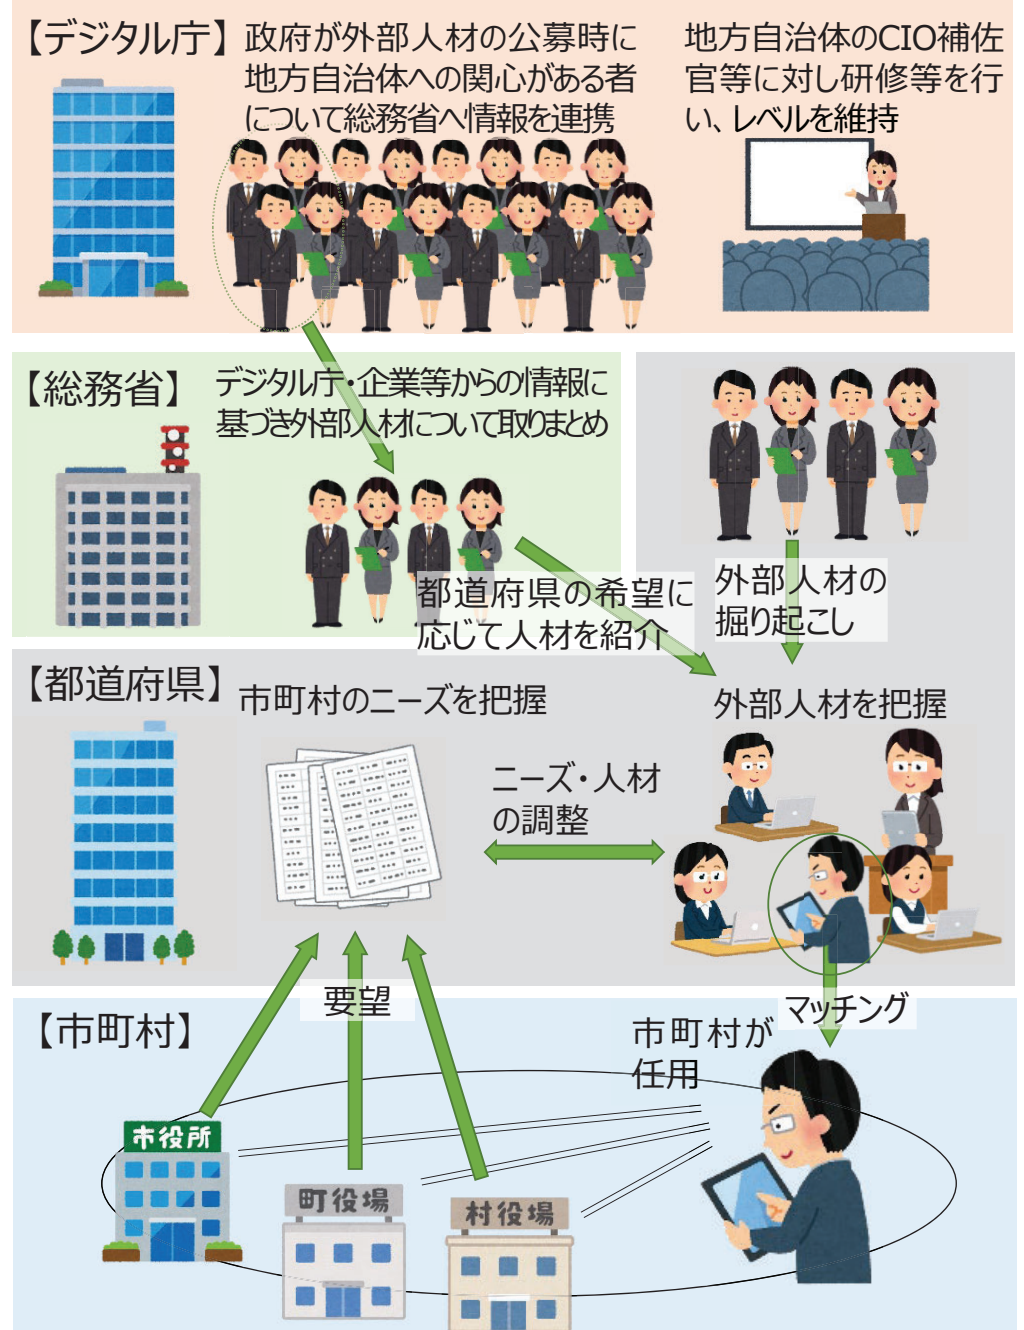 【デジタル庁】
政府が外部人材の公募時に
地方自治体への関心がある者
について総務省へ情報を連携
地方自治体のCIO補佐
官等に対し研修等を行
い、レベルを維持
【総務省】
デジタル庁・企業等からの情報に
基づき外部人材について取りまとめ
都道府県の希望に
応じて人材を紹介
外部人材の
掘り起こし
【都道府県】
市町村のニーズを把握
外部人材を把握
ニーズ・人材
の調整
要望
マッチング
【市町村】
市町村が
任用
市役所
町役場
村役場